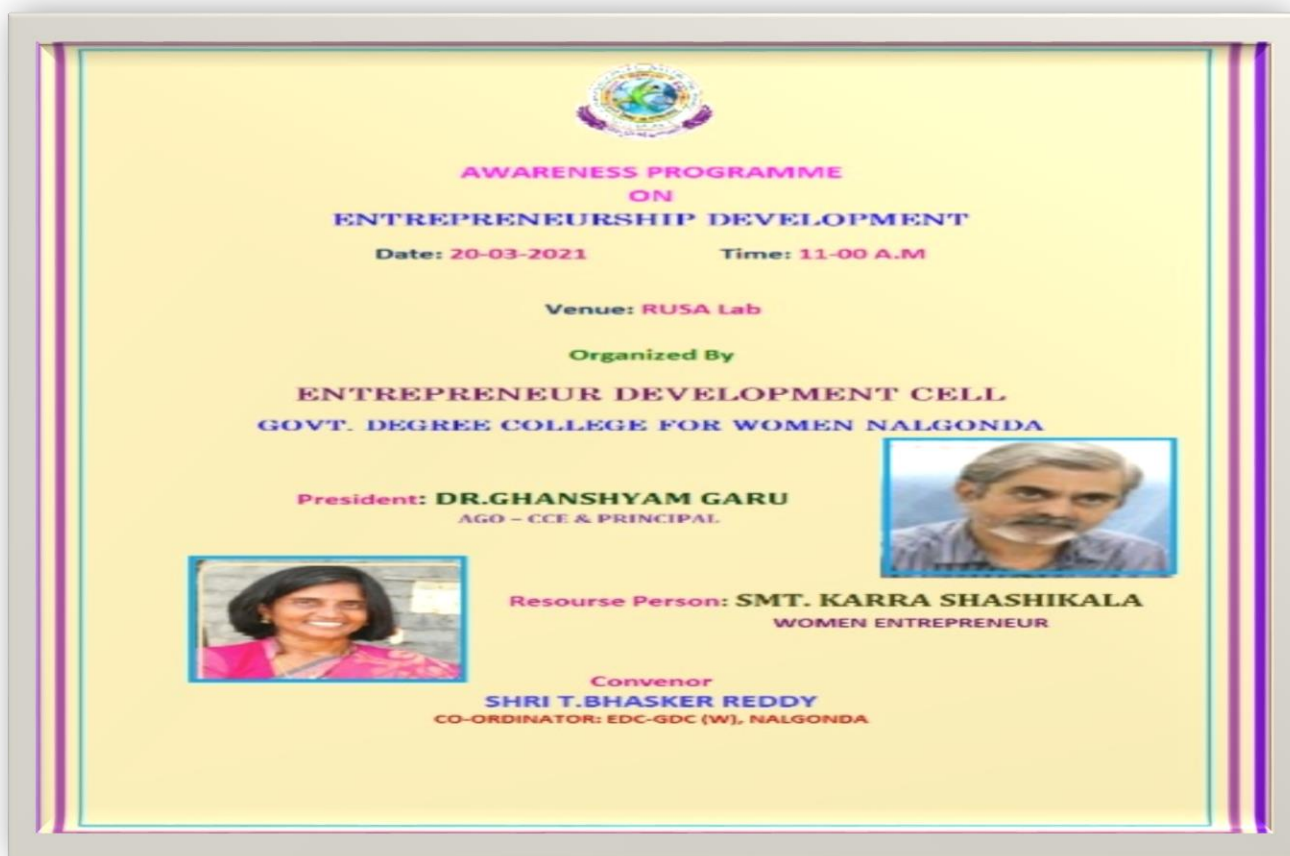 AWARENESS PROGRAMME
ON
ENTREPRENEURSHIP DEVELOPMENT
Date: 20-03-2021 Time: 11-00 A.M
Venue: RUSA Lab
Organized By
ENTREPRENEUR DEVELOPMENT CELL
GOVT. DEGREE COLLEGE FOR WOMEN NALGONDA
President: DR.GHANSHYAM GARU
AGO – CCE & PRINCIPAL
Resourse Person: SMT. KARRA SHASHIKALA
WOMEN ENTREPRENEUR
Convenor
SHRI T.BHASKER REDDY
CO-ORDINATOR: EDC-GDC (W), NALGONDA